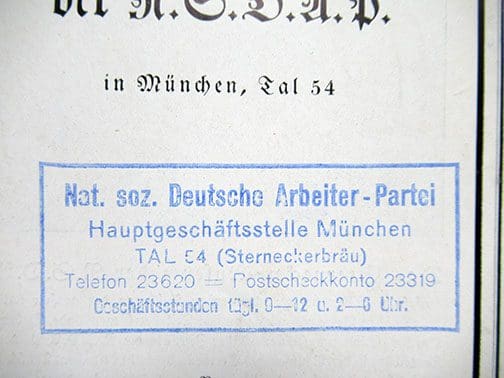 der N.S.D.A.P.
in München, Tal 54
Nat. soz. Deutsche Arbeiter-Partei
Hauptgeschäftsstelle München
TAL 54 (Sterneckerbräu)
Telefon 23620 — Postscheckkonto 23319
Geschäftsstunden tägl. 9–12 u. 2–6 Uhr.